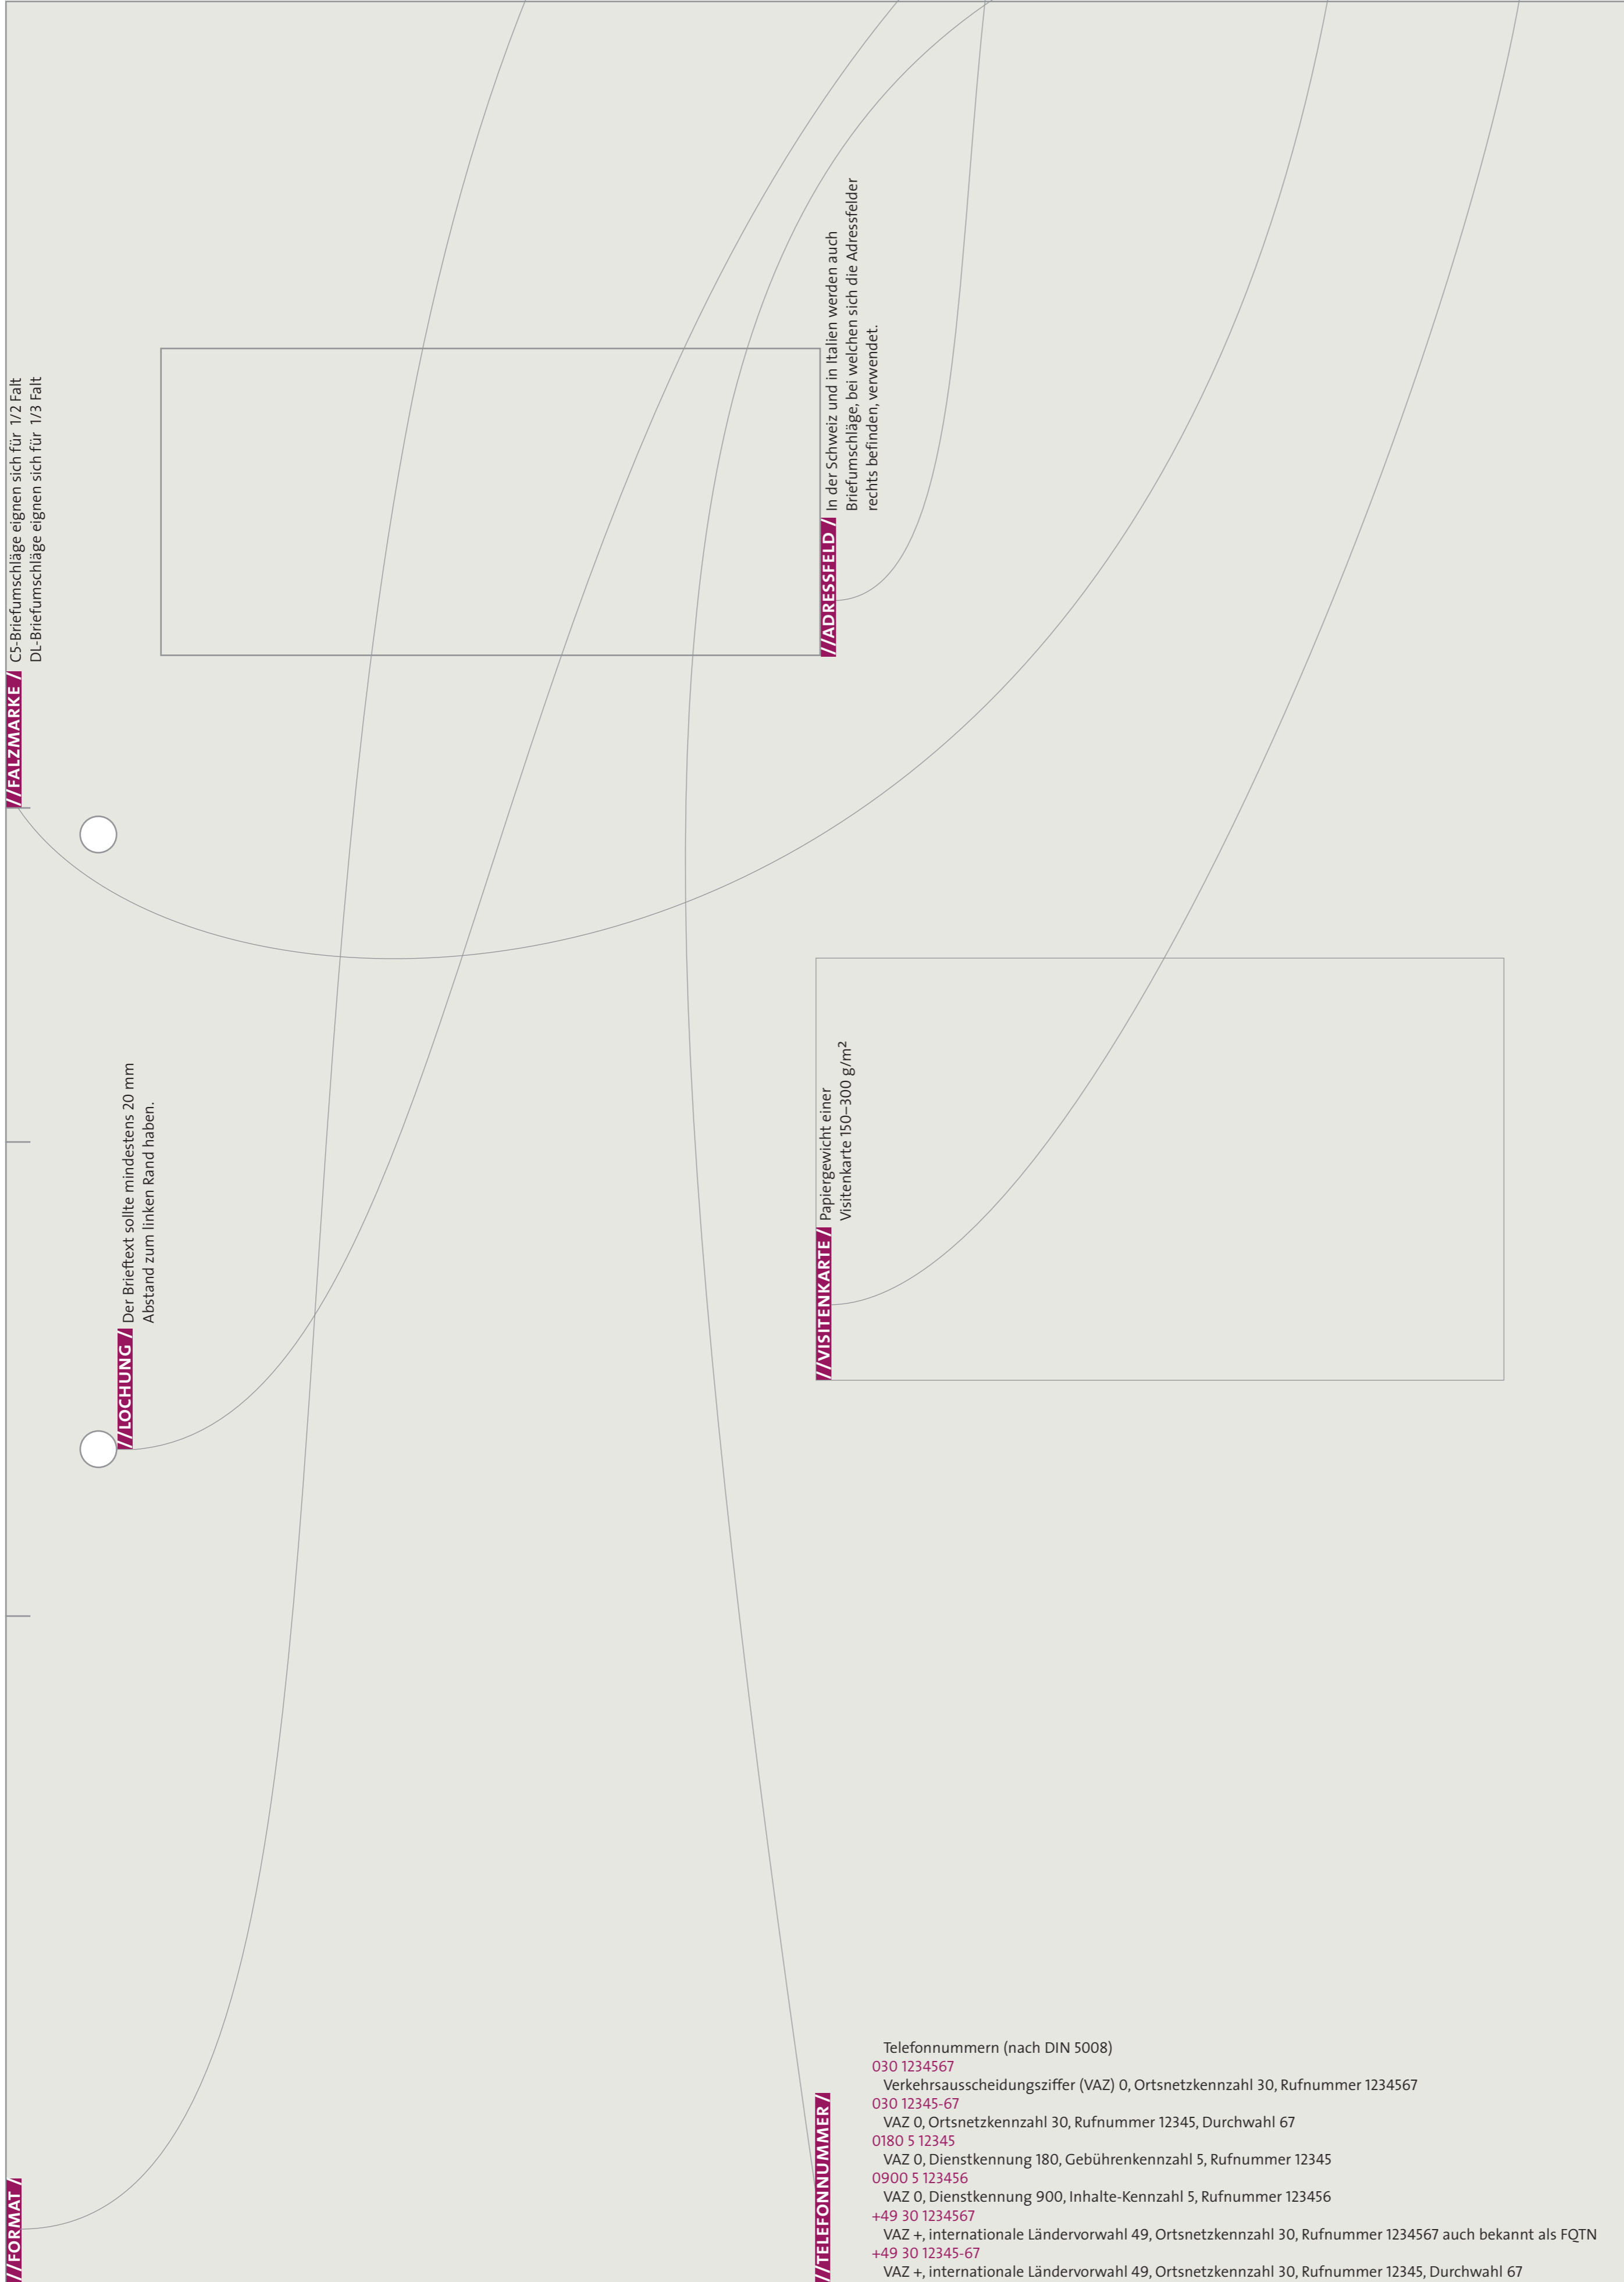 //FALZMARKE/
C5-Briefumschläge eignen sich für 1/2 Falt
DL-Briefumschläge eignen sich für 1/3 Falt
//ADRESSFELD/
In der Schweiz und in Italien werden auch
Briefumschläge, bei welchen sich die Adressfelder
rechts befinden, verwendet.
//LOCHUNG/
Der Brieftext sollte mindestens 20 mm
Abstand zum linken Rand haben.
//VISITENKARTE/
Papiergewicht einer
Visitenkarte 150–300 g/m²
//FORMAT/
//TELEFONNUMMER/
Telefonnummern (nach DIN 5008)
030 1234567
Verkehrsausscheidungsziffer (VAZ) 0, Ortsnetzkennzahl 30, Rufnummer 1234567
030 12345-67
VAZ 0, Ortsnetzkennzahl 30, Rufnummer 12345, Durchwahl 67
0180 5 12345
VAZ 0, Dienstkennung 180, Gebührenkennzahl 5, Rufnummer 12345
0900 5 123456
VAZ 0, Dienstkennung 900, Inhalte-Kennzahl 5, Rufnummer 123456
+49 30 1234567
VAZ +, internationale Ländervorwahl 49, Ortsnetzkennzahl 30, Rufnummer 1234567 auch bekannt als FQTN
+49 30 12345-67
VAZ +, internationale Ländervorwahl 49, Ortsnetzkennzahl 30, Rufnummer 12345, Durchwahl 67